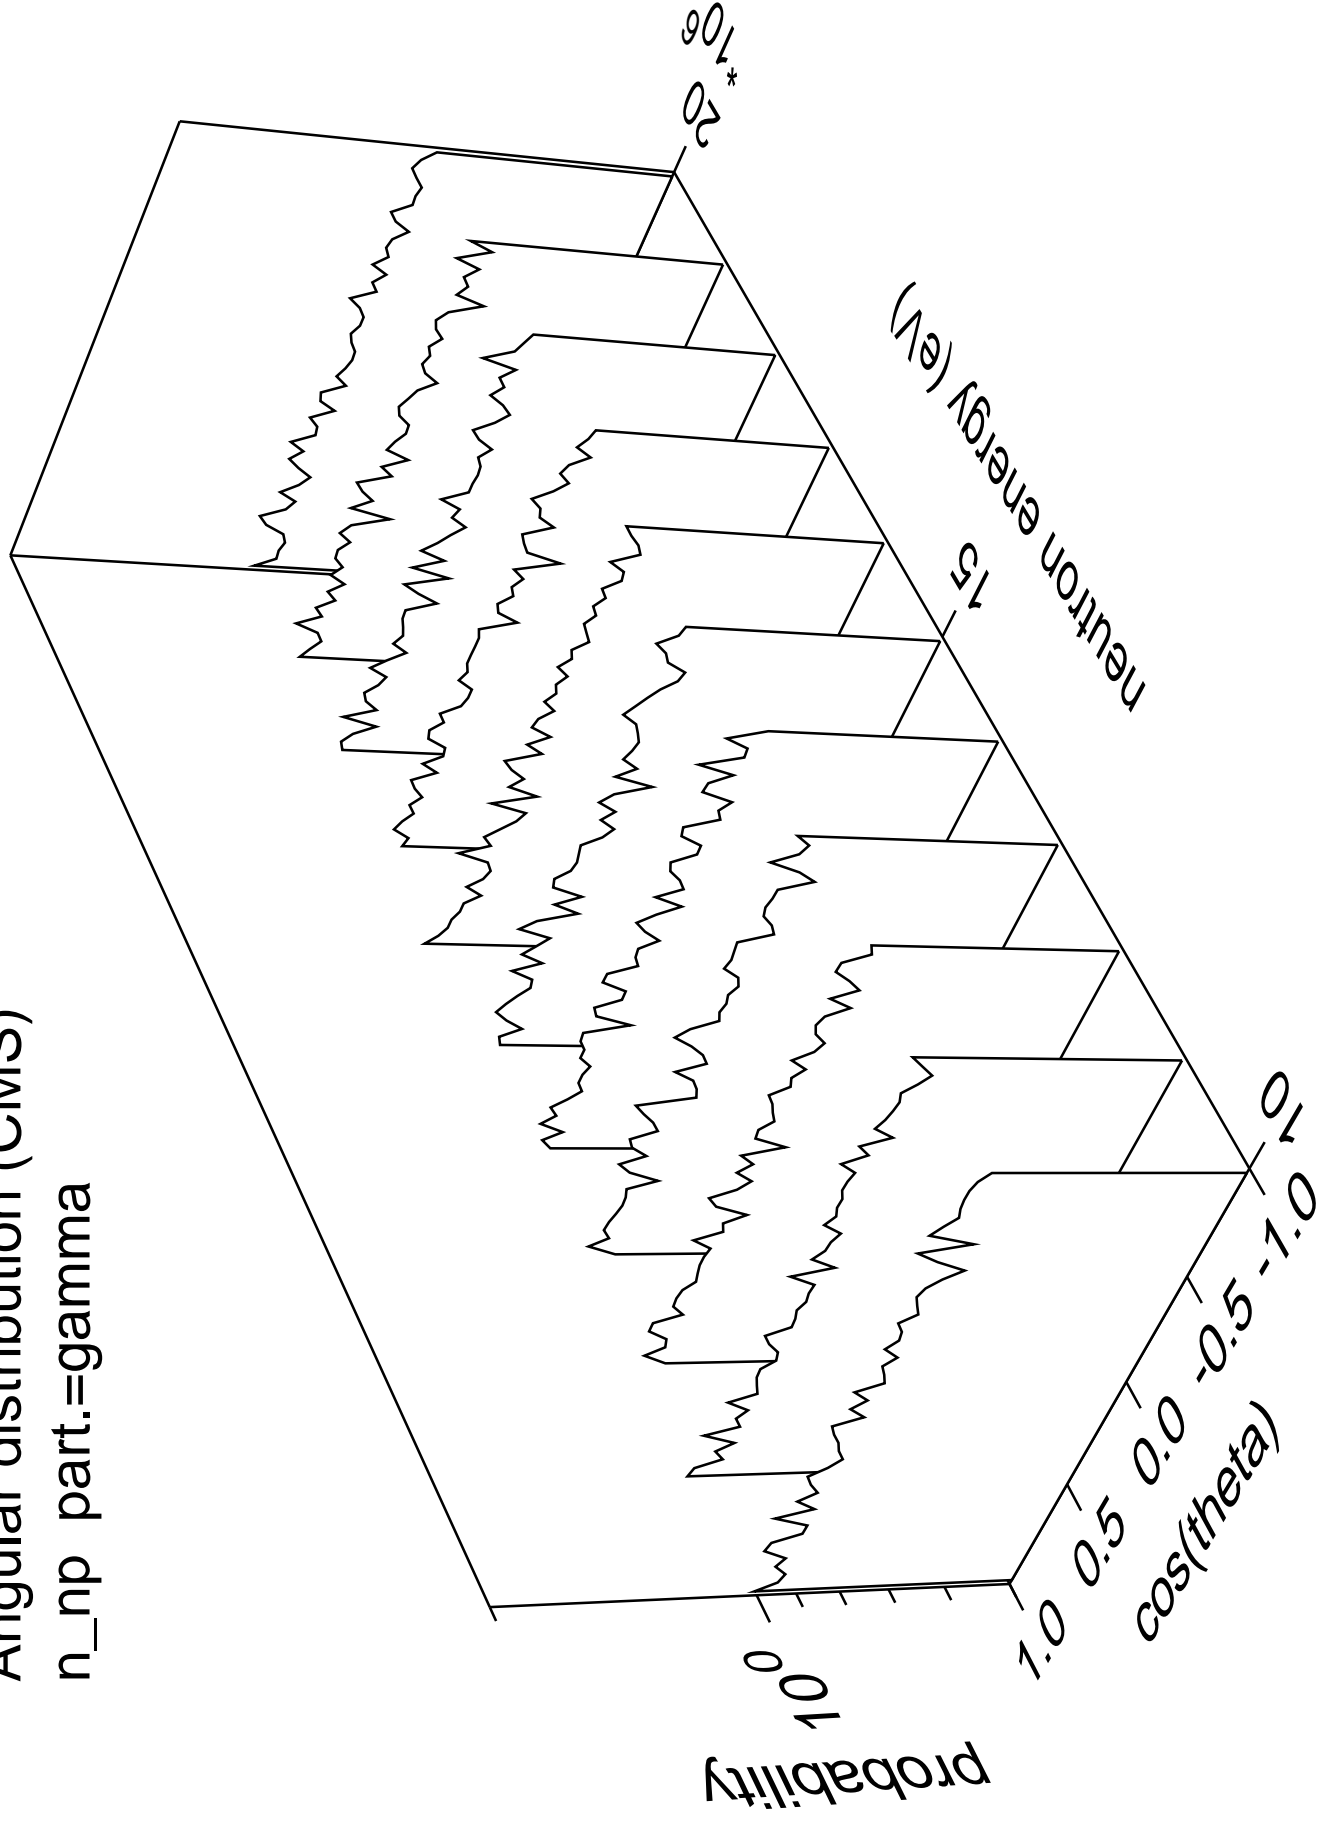 Angular distribution (CMS)
n_np part.=gamma
probability
10^0
1.0 0.5 0.0 -0.5 -1.0
cos(theta)
10 15 20
*10^6
neutron energy (eV)